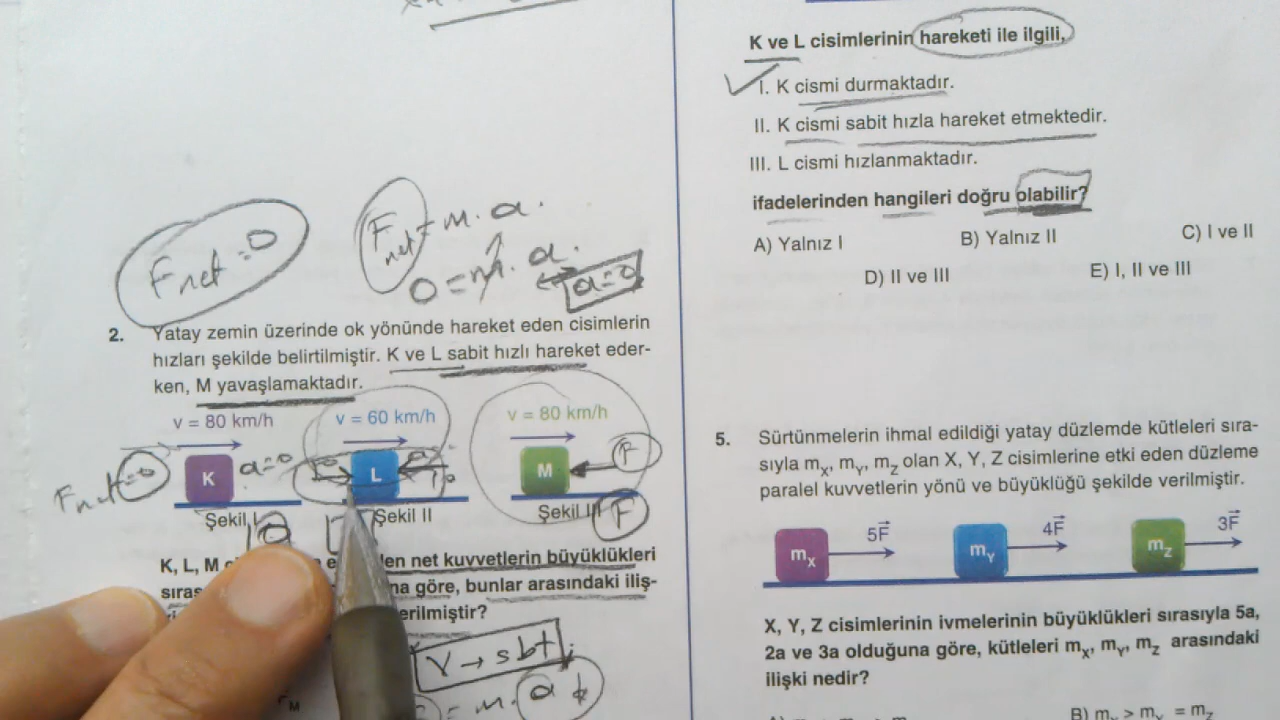 F net = 0
F net = m. a.
0 = m. a.
a=0
2. Yatay zemin üzerinde ok yönünde hareket eden cisimlerin
hızları şekilde belirtilmiştir. K ve L sabit hızlı hareket eder-
ken, M yavaşlamaktadır.
v = 80 km/h
v = 60 km/h
v = 80 km/h
F net = 0
K
a=0
L
10
M
F
Şekil I
Şekil II
F
K, L, M
den net kuvvetlerin büyüklükleri
göre, bunlar arasındaki iliş-
verilmiştir?
V → sbt
= m. a
M
K ve L cisimlerinin hareketi ile ilgili,
I. K cismi durmaktadır.
II. K cismi sabit hızla hareket etmektedir.
III. L cismi hızlanmaktadır.
ifadelerinden hangileri doğru olabilir?
A) Yalnız I B) Yalnız II C) I ve II
D) II ve III E) I, II ve III
5. Sürtünmelerin ihmal edildiği yatay düzlemde kütleleri sıra-
sıyla mX, mY, mZ olan X, Y, Z cisimlerine etki eden düzleme
paralel kuvvetlerin yönü ve büyüklüğü şekilde verilmiştir.
mX 5F mY 4F mZ 3F
X, Y, Z cisimlerinin ivmelerinin büyüklükleri sırasıyla 5a,
2a ve 3a olduğuna göre, kütleleri mX, mY, mZ arasındaki
ilişki nedir?
B) mX > mY = mZ